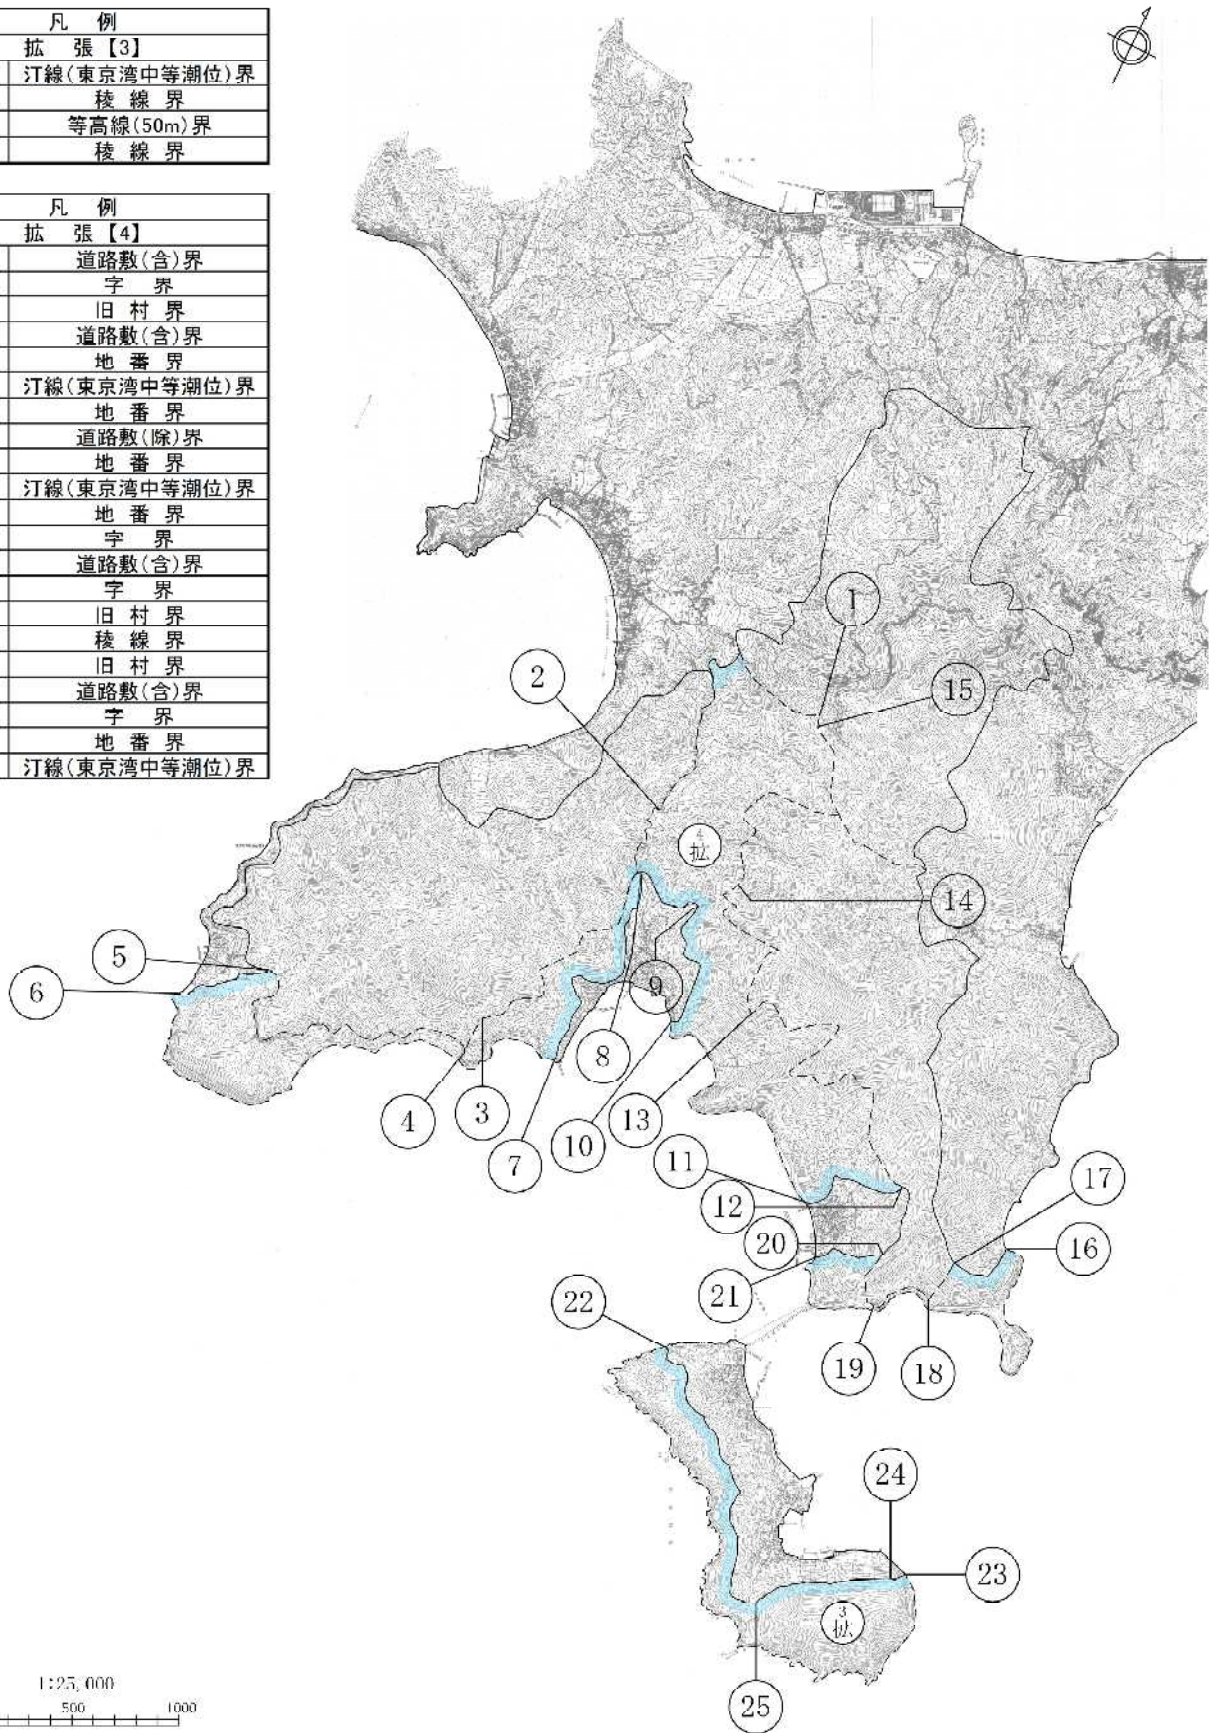 凡 例
拡 張【3】
汀線(東京湾中等潮位)界
稜 線 界
等高線(50m)界
稜 線 界
凡 例
拡 張【4】
道路敷(含)界
字 界
旧 村 界
道路敷(含)界
地 番 界
汀線(東京湾中等潮位)界
地 番 界
道路敷(除)界
地 番 界
汀線(東京湾中等潮位)界
地 番 界
字 界
道路敷(含)界
字 界
旧 村 界
稜 線 界
旧 村 界
道路敷(含)界
字 界
地 番 界
汀線(東京湾中等潮位)界
1
2
15
4
拡
14
5
6
9
8
3
4
13
10
7
11
12
17
20
16
21
22
19
18
24
23
3
拡
25
1:25,000
500
1000